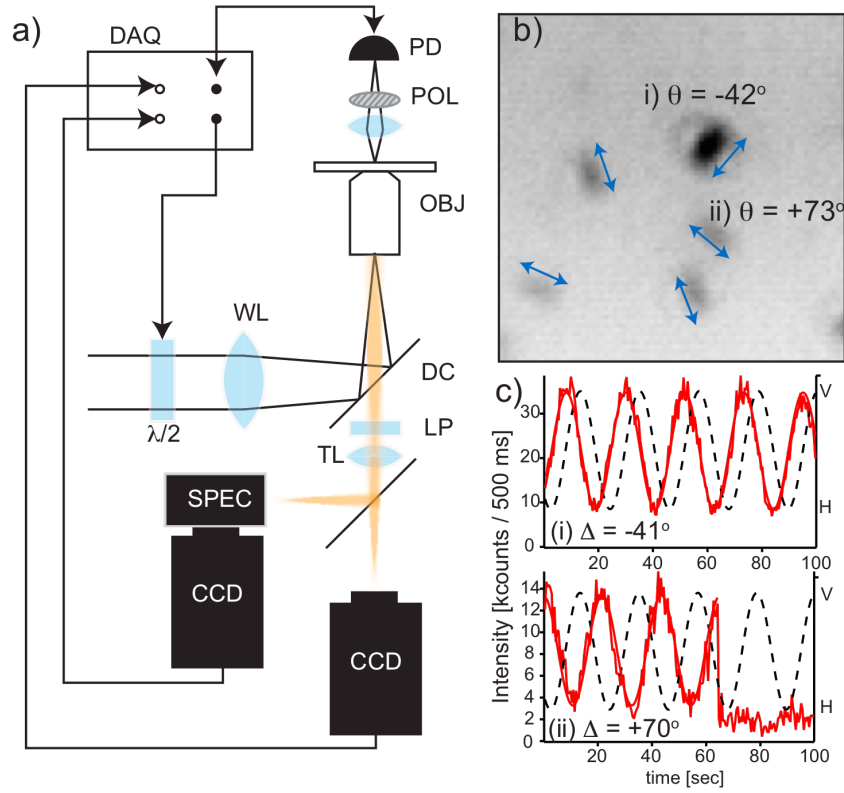 a)
DAQ
PD
POL
OBJ
WL
DC
λ/2
LP
TL
SPEC
CCD
CCD
b)
i) θ = -42°
ii) θ = +73°
c)
Intensity [kcounts / 500 ms]
30
20
10
0
V
H
(i) Δ = -41°
20 40 60 80 100
14
12
10
8
6
4
2
0
V
H
(ii) Δ = +70°
20 40 60 80 100
time [sec]